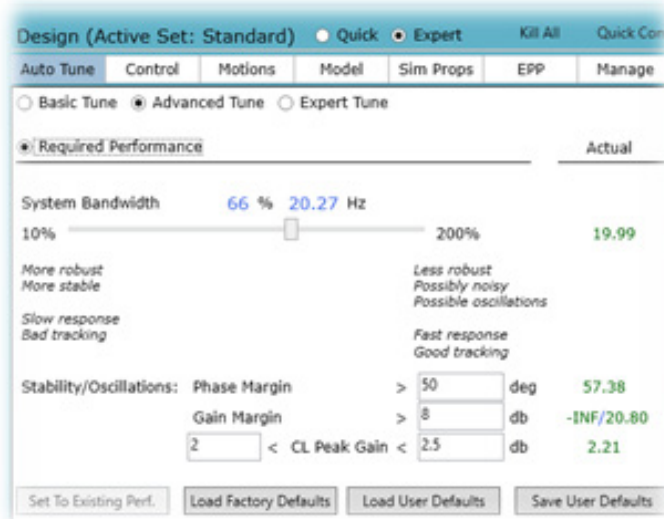 Design (Active Set: Standard) Quick Expert Kill All Quick
Auto Tune Control Motions Model Sim Props EPP Manage
Basic Tune Advanced Tune Expert Tune
Required Performance Actual
System Bandwidth 66 % 20.27 Hz
10% 200% 19.99
More robust Less robust
More stable Possibly noisy
Possible oscillations
Slow response
Bad tracking Fast response
Good tracking
Stability/Oscillations: Phase Margin > 50 deg 57.38
Gain Margin > 8 db -INF/20.80
2 < CL Peak Gain < 2.5 db 2.21
Set To Existing Perf. Load Factory Defaults Load User Defaults Save User Defaults